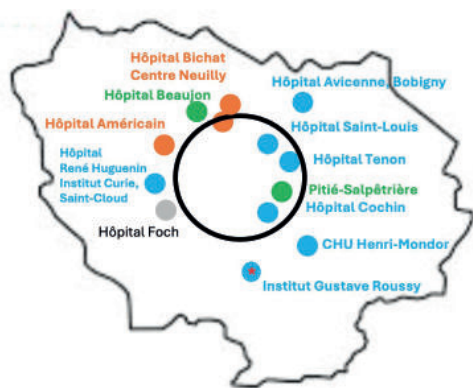 Hôpital Bichat
Centre Neuilly
Hôpital Beaujon
Hôpital Américain
Hôpital
René Huguenin
Institut Curie,
Saint-Cloud
Hôpital Foch
Hôpital Avicenne, Bobigny
Hôpital Saint-Louis
Hôpital Tenon
Pitié-Salpêtrière
Hôpital Cochin
CHU Henri-Mondor
Institut Gustave Roussy